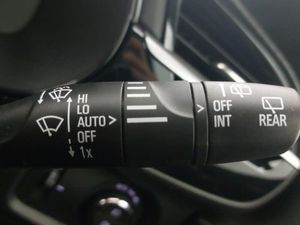 HI
LO
AUTO >
OFF
1x
>
OFF
INT
REAR